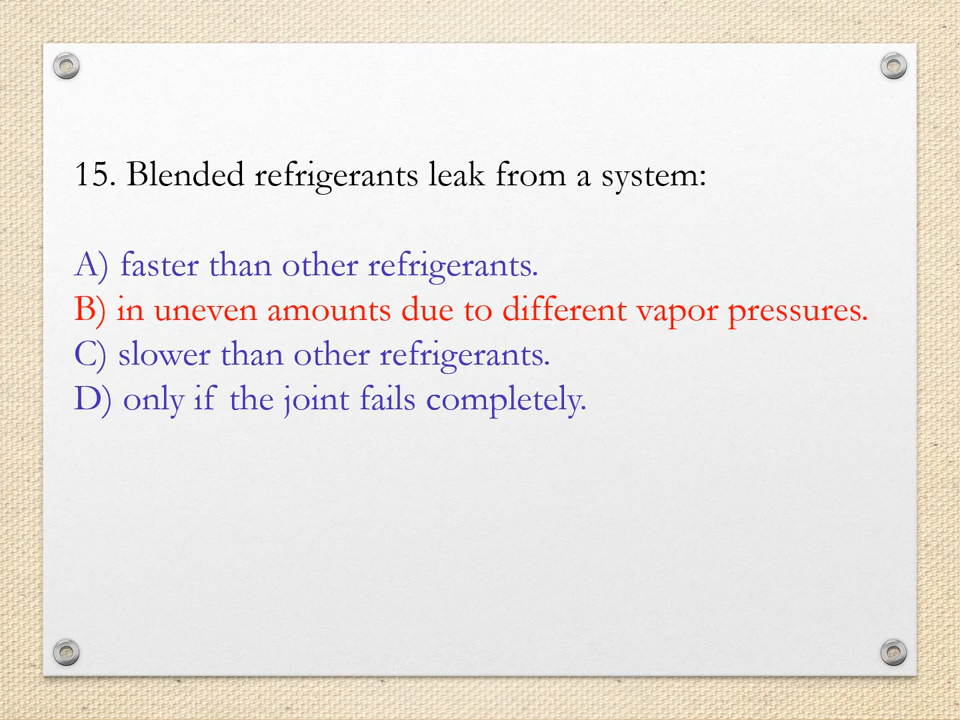 15. Blended refrigerants leak from a system:
A) faster than other refrigerants.
B) in uneven amounts due to different vapor pressures.
C) slower than other refrigerants.
D) only if the joint fails completely.